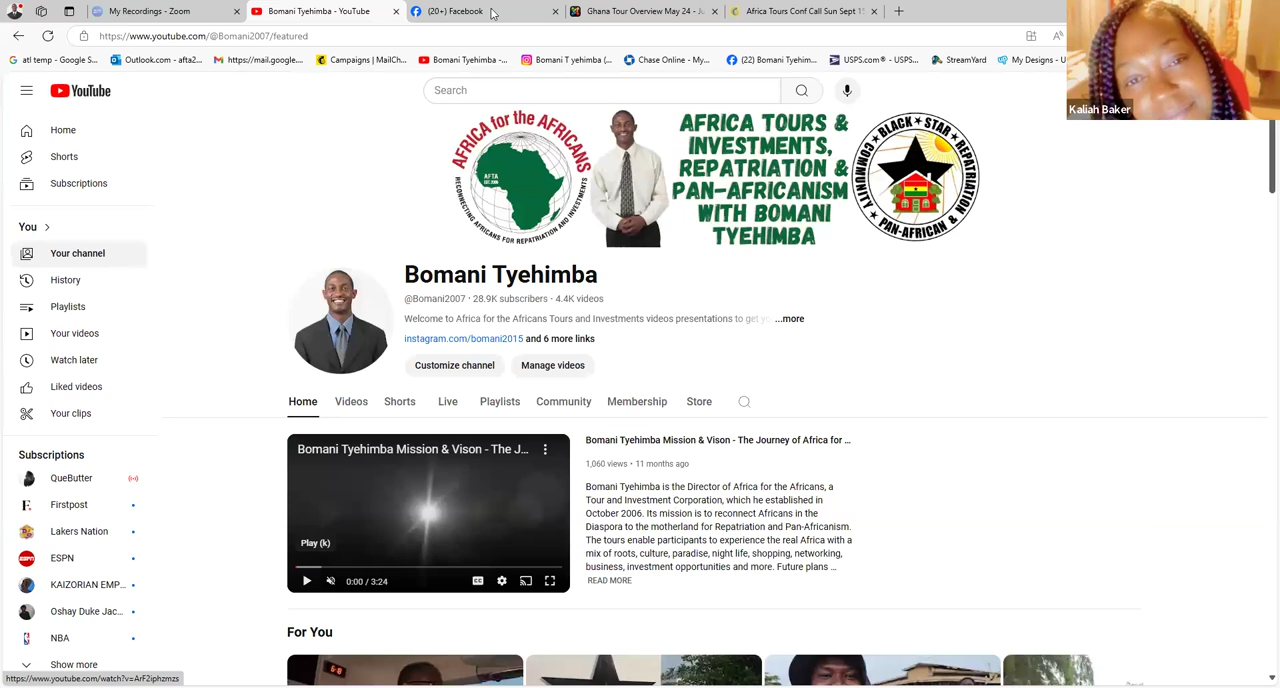 My Recordings - Zoom
Bomani Tyehimba - YouTube
(20+) Facebook
Ghana Tour Overview May 24 - Ju
Africa Tours Conf Call Sun Sept 1
https://www.youtube.com/@Bomani2007/featured
atl temp - Google S...
Outlook.com - afta2...
https://mail.google....
Campaigns | MailCh...
Bomani Tyehimba -...
Bomani T yehimba (...
Chase Online - My...
(22) Bomani Tyehim...
USPS.com® - USPS...
StreamYard
My Designs - U
Kaliah Baker
YouTube
Search
Home
Shorts
Subscriptions
You
Your channel
History
Playlists
Your videos
Watch later
Liked videos
Your clips
Subscriptions
QueButter
Firstpost
Lakers Nation
ESPN
KAIZORIAN EMP...
Oshay Duke Jac...
NBA
Show more
https://www.youtube.com/watch?v=ArF2iphzmzs
AFRICA for the AFRICANS
AFTA
EST. 2006
RECONNECTING AFRICANS FOR REPATRIATION AND INVESTMENTS
AFRICA TOURS &
INVESTMENTS,
REPATRIATION &
PAN-AFRICANISM
WITH BOMANI
TYEHIMBA
BLACK STAR REPATRIATION
PAN-AFRICAN & COMMUNITY
Bomani Tyehimba
@Bomani2007 • 28.9K subscribers • 4.4K videos
Welcome to Africa for the Africans Tours and Investments videos presentations to get ...more
instagram.com/bomani2015 and 6 more links
Customize channel
Manage videos
Home
Videos
Shorts
Live
Playlists
Community
Membership
Store
Bomani Tyehimba Mission & Vison - The J...
Play (k)
0:00 / 3:24
Bomani Tyehimba Mission & Vison - The Journey of Africa for ...
1,060 views • 11 months ago
Bomani Tyehimba is the Director of Africa for the Africans, a
Tour and Investment Corporation, which he established in
October 2006. Its mission is to reconnect Africans in the
Diaspora to the motherland for Repatriation and Pan-Africanism.
The tours enable participants to experience the real Africa with a
mix of roots, culture, paradise, night life, shopping, networking,
business, investment opportunities and more. Future plans ...
READ MORE
For You
6-8